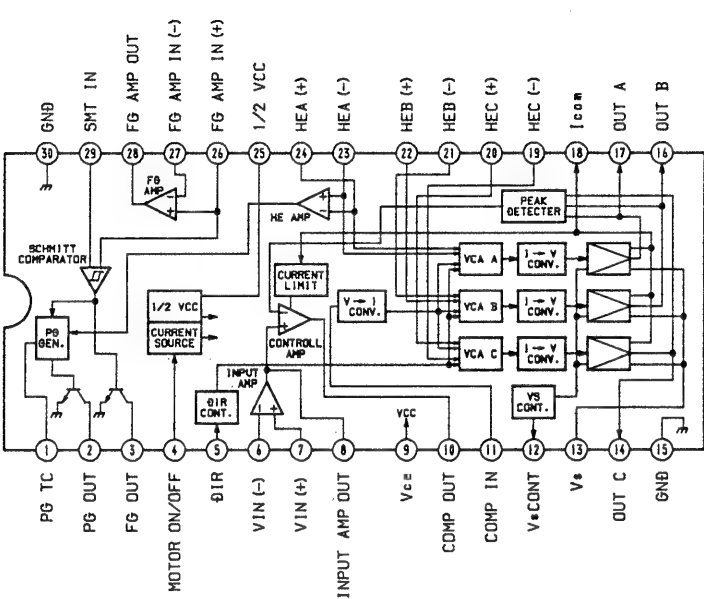 GND
SMT IN
FG AMP OUT
FG AMP IN (-)
FG AMP IN (+)
1/2 VCC
HEA (+)
HEA (-)
HEB (+)
HEB (-)
HEC (+)
HEC (-)
Icom
OUT A
OUT B
30
29
28
27
26
25
24
23
22
21
20
19
18
17
16
FG
AMP
HE AMP
PEAK
DETECTER
SCHMITT
COMPARATOR
CURRENT
LIMIT
VCA A
I→V
CONV.
1/2 VCC
V→I
CONV.
VCA B
I→V
CONV.
PG
GEN.
CURRENT
SOURCE
CONTROLL
AMP
VCA C
I→V
CONV.
INPUT
AMP
DIR
CONT.
VS
CONT.
VCC
1
2
3
4
5
6
7
8
9
10
11
12
13
14
15
PG TC
PG OUT
FG OUT
MOTOR ON/OFF
DIR
VIN (-)
VIN (+)
INPUT AMP OUT
Vcc
COMP OUT
COMP IN
VsCONT
Vs
OUT C
GND